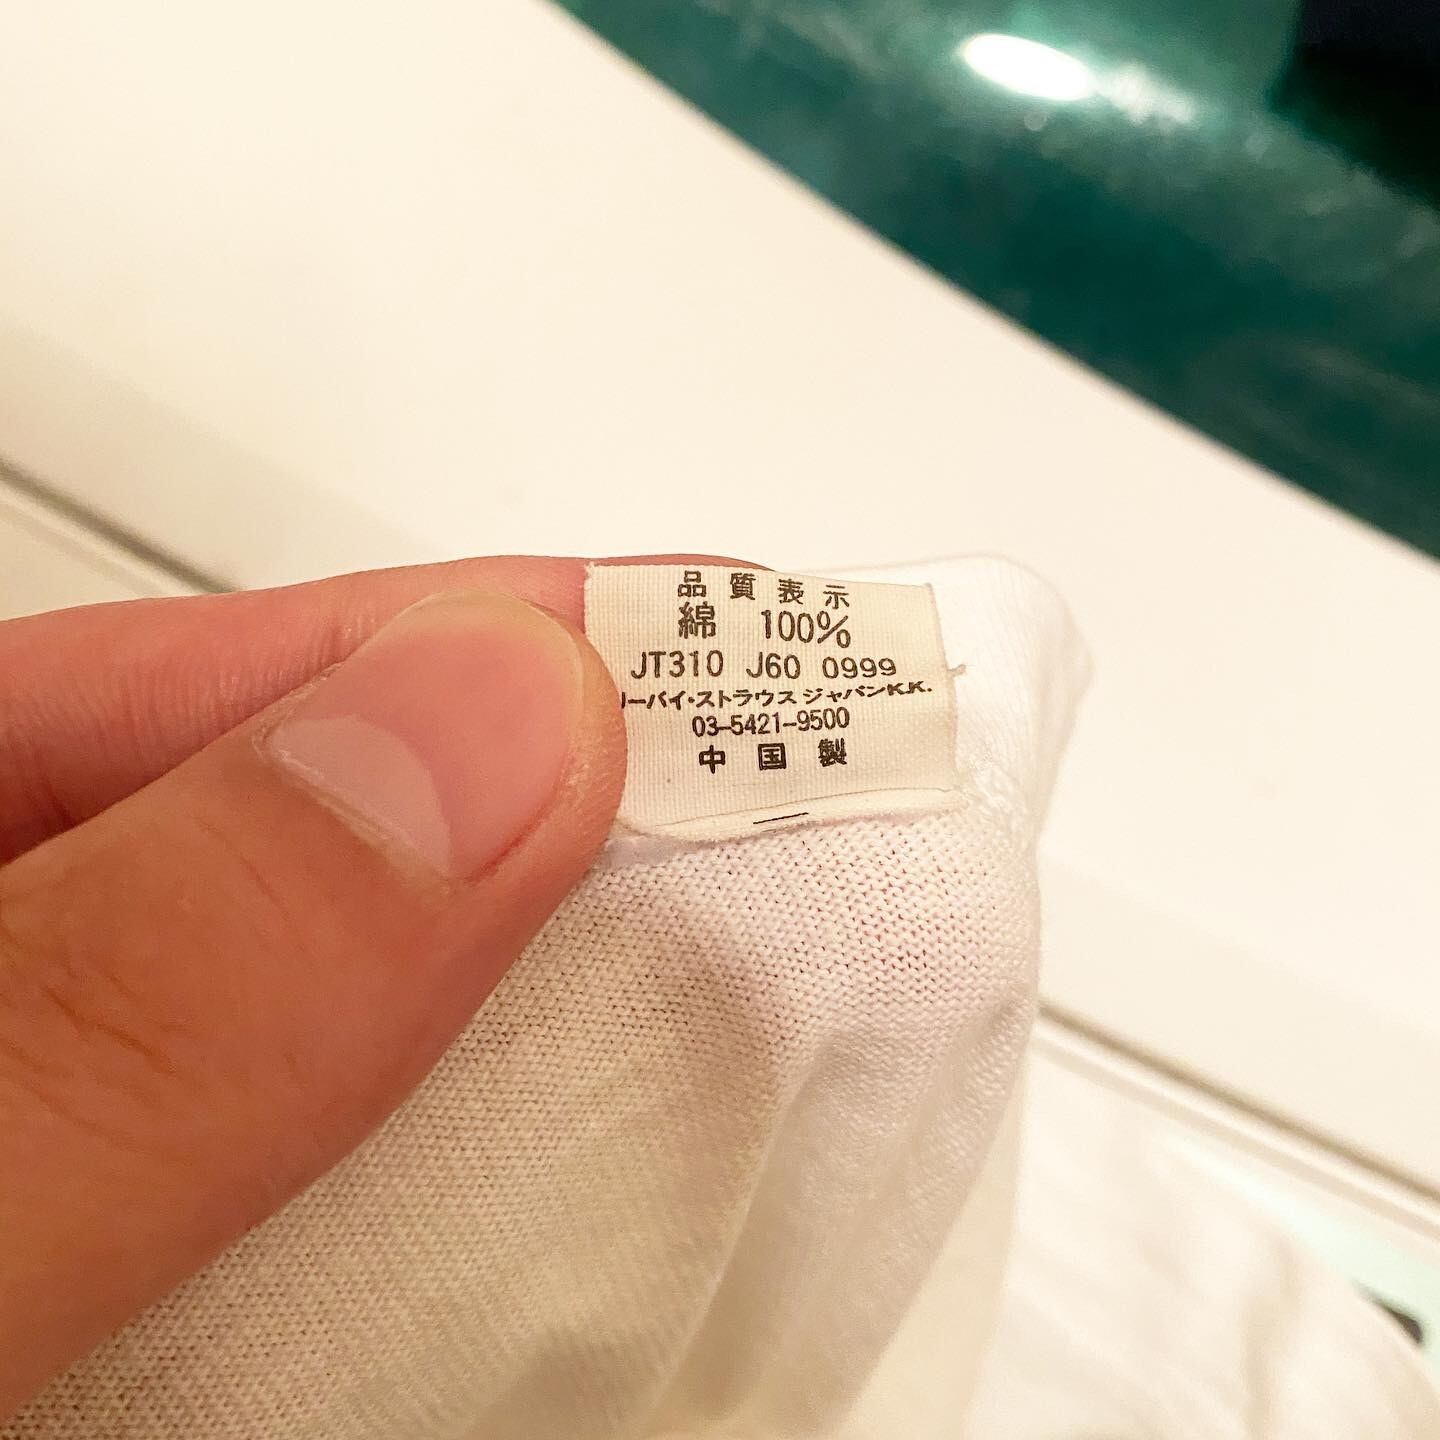 品質表示
綿 100%
JT310 J60 0999
リーバイ・ストラウス ジャパンK.K.
03-5421-9500
中国製